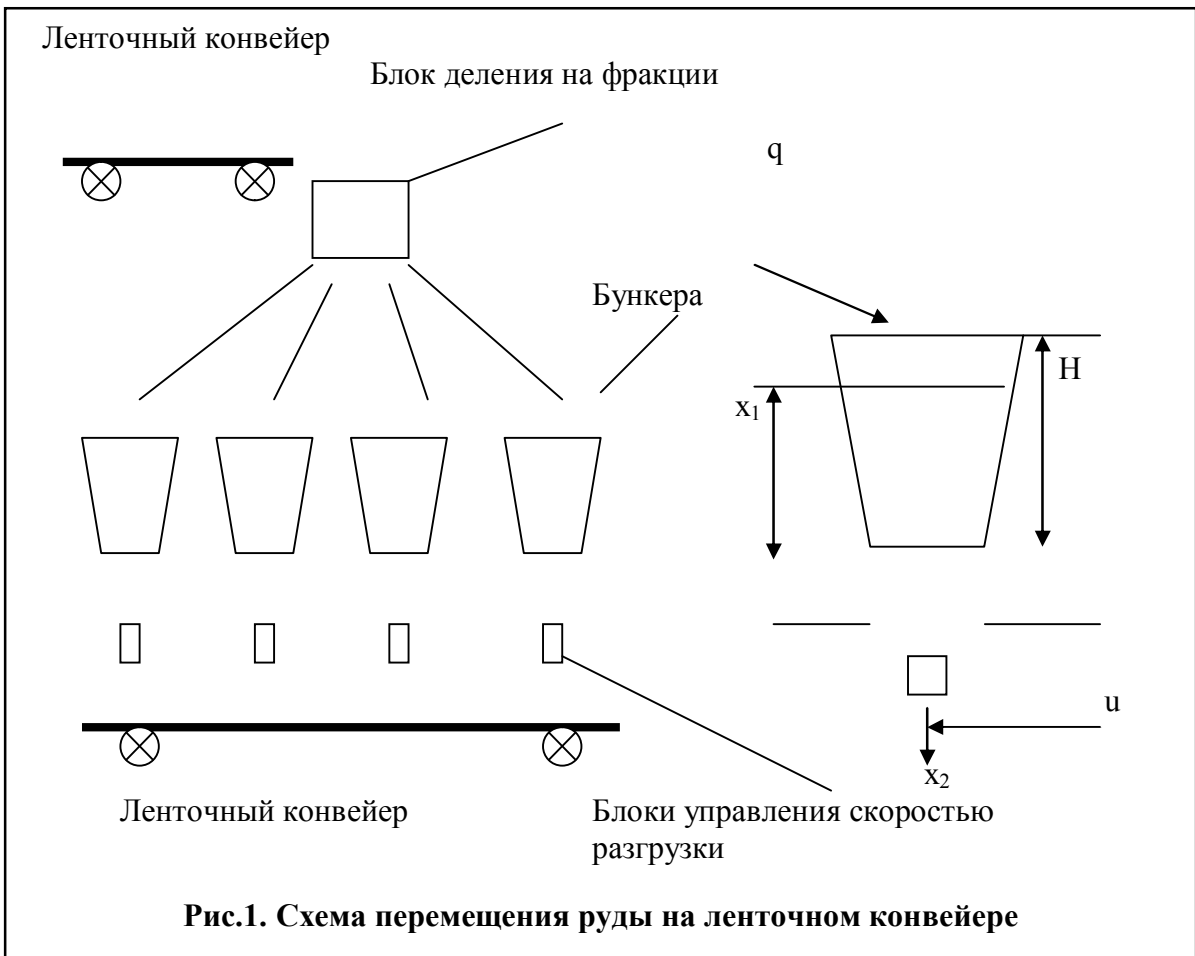 Ленточный конвейер
Блок деления на фракции
q
Бункера
H
x₁
u
x₂
Ленточный конвейер
Блоки управления скоростью
разгрузки
Рис.1. Схема перемещения руды на ленточном конвейере